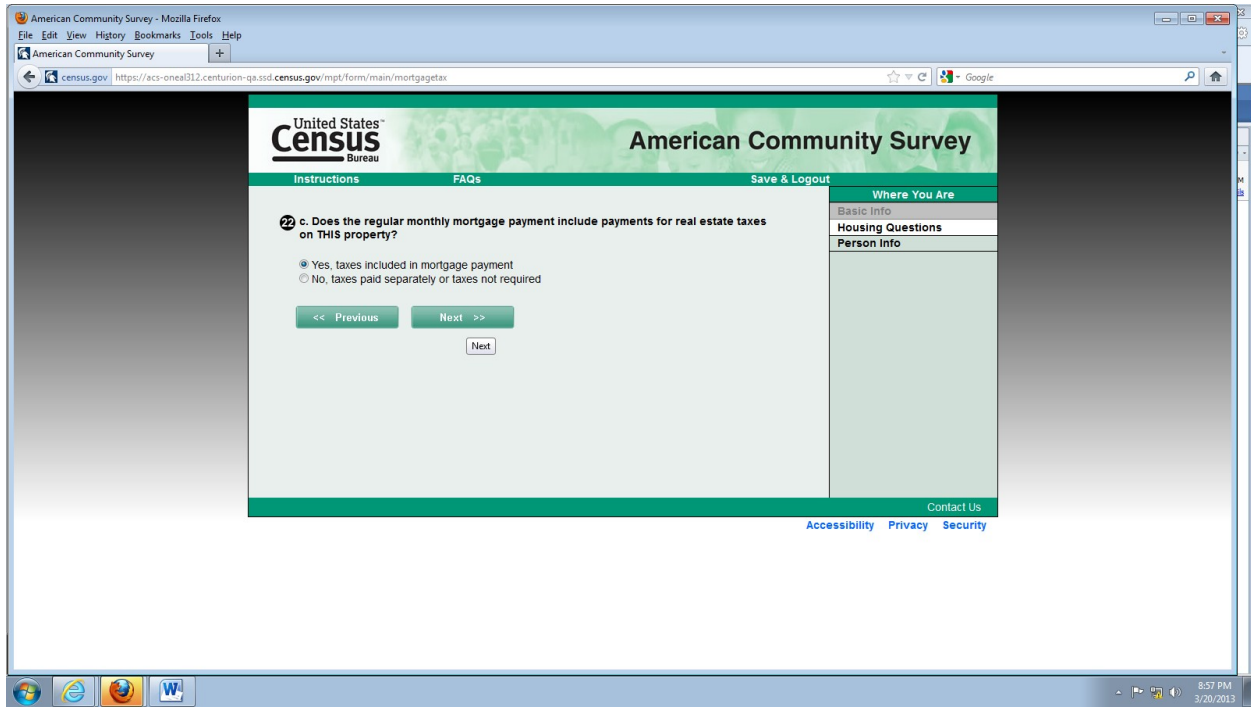 American Community Survey - Mozilla Firefox
File Edit View History Bookmarks Tools Help
American Community Survey +
census.gov https://acs-oneal312.centurion-qa.ssd.census.gov/mpt/form/main/mortgagetax Google
United States™
Census
Bureau
American Community Survey
Instructions FAQs Save & Logout
Where You Are
Basic Info
Housing Questions
Person Info
22 c. Does the regular monthly mortgage payment include payments for real estate taxes
on THIS property?
Yes, taxes included in mortgage payment
No, taxes paid separately or taxes not required
<< Previous Next >>
Next
Contact Us
Accessibility Privacy Security
8:57 PM
3/20/2013